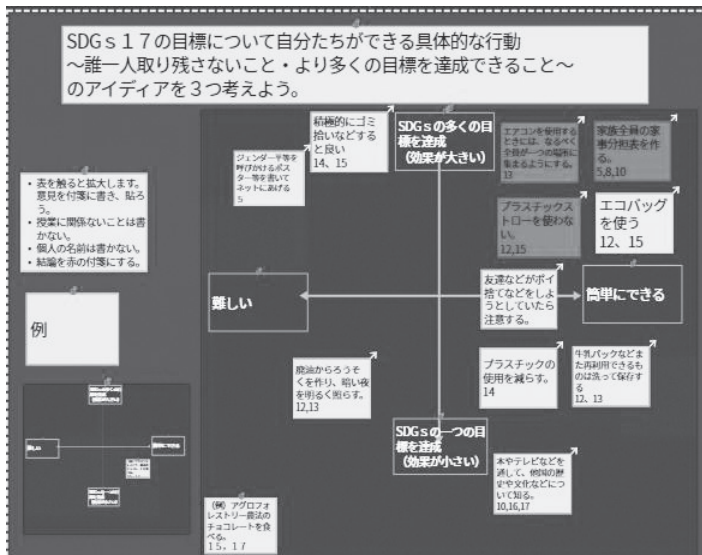 SDGｓ１７の目標について自分たちができる具体的な行動
～誰一人取り残さないこと・より多くの目標を達成できること～
のアイディアを３つ考えよう。
積極的にゴミ
拾いなどすると
良い
14、15
SDGｓの多くの目
標を達成
（効果が大きい）
エアコンを使用する
ときには、なるべく
全員が一つの場所に
集まるようにする。
13
家族全員の家
事分担表を作
る。
5,8,10
ジェンダー平等を
呼びかけるポス
ター等を書いて
ネットにあげる
5
・表を触ると拡大します。
意見を付箋に書き、貼ろ
う。
・授業に関係ないことは書
かない。
・個人の名前は書かない。
・結論を赤の付箋にする。
プラスチックス
トローを使わない。
12,15
エコバッグ
を使う
12、15
難しい
友達などがポイ
捨てなどをしよ
うとしていたら
注意する。
簡単にできる
例
廃油からろうそ
くを作り、暗い夜
を明るく照らす。
12,13
プラスチックの
使用を減らす。
14
牛乳パックなどま
た再利用できるも
のは洗って保存する
12、13
SDGｓの一つの目
標を達成
（効果が小さい）
難しい
本やテレビなどを
通して、他国の歴
史や文化などにつ
いて知る。
10,16,17
（例）アグロフォ
レストリー農法の
チョコレートを食
べる。
１５，１７